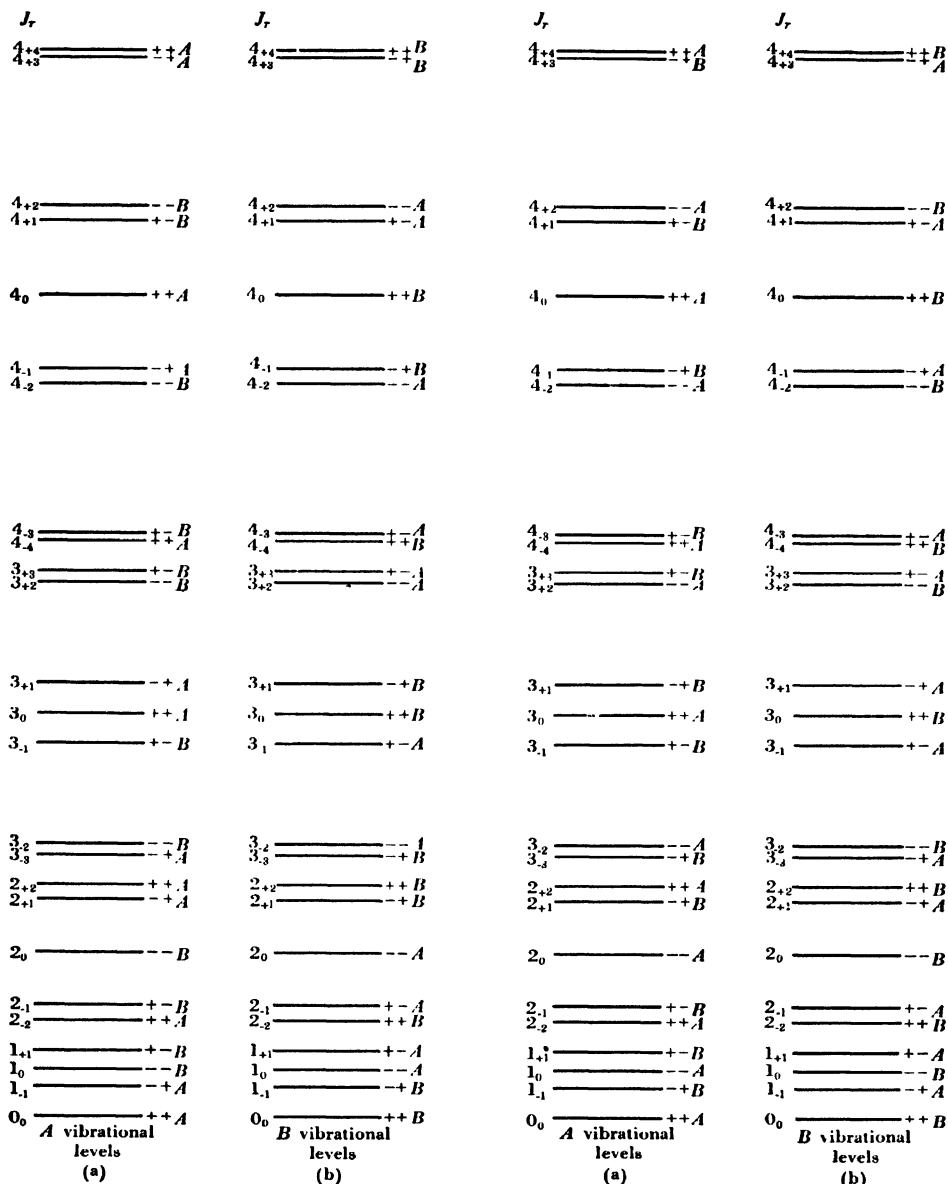 J_τ J_τ J_τ J_τ
4₊₄ + + A 4₊₄ + + B 4₊₄ + + A 4₊₄ + + B
4₊₃ − + A 4₊₃ − + B 4₊₃ − + B 4₊₃ − + A
4₊₂ − − B 4₊₂ − − A 4₊₂ − − A 4₊₂ − − B
4₊₁ + − B 4₊₁ + − A 4₊₁ + − B 4₊₁ + − A
4₀ + + A 4₀ + + B 4₀ + + A 4₀ + + B
4₋₁ − + A 4₋₁ − + B 4₋₁ − + B 4₋₁ − + A
4₋₂ − − B 4₋₂ − − A 4₋₂ − − A 4₋₂ − − B
4₋₃ + − B 4₋₃ + − A 4₋₃ + − B 4₋₃ + − A
4₋₄ + + A 4₋₄ + + B 4₋₄ + + A 4₋₄ + + B
3₊₃ + − B 3₊₃ + − A 3₊₃ + − B 3₊₃ + − A
3₊₂ − − B 3₊₂ − − A 3₊₂ − − A 3₊₂ − − B
3₊₁ − + A 3₊₁ − + B 3₊₁ − + B 3₊₁ − + A
3₀ + + A 3₀ + + B 3₀ + + A 3₀ + + B
3₋₁ + − B 3₁ + − A 3₋₁ + − B 3₋₁ + − A
3₋₂ − − B 3₋₂ − − A 3₋₂ − − A 3₋₂ − − B
3₋₃ − + A 3₋₃ − + B 3₋₃ − + B 3₋₃ − + A
2₊₂ + + A 2₊₂ + + B 2₊₂ + + A 2₊₂ + + B
2₊₁ − + A 2₊₁ − + B 2₊₁ − + B 2₊₁ − + A
2₀ − − B 2₀ − − A 2₀ − − A 2₀ − − B
2₋₁ + − B 2₋₁ + − A 2₋₁ + − B 2₋₁ + − A
2₋₂ + + A 2₋₂ + + B 2₋₂ + + A 2₋₂ + + B
1₊₁ + − B 1₊₁ + − A 1₊₁ + − B 1₊₁ + − A
1₀ − − B 1₀ − − A 1₀ − − A 1₀ − − B
1₋₁ − + A 1₋₁ − + B 1₋₁ − + B 1₋₁ − + A
0₀ + + A 0₀ + + B 0₀ + + A 0₀ + + B
A vibrational B vibrational A vibrational B vibrational
levels levels levels levels
(a) (b) (a) (b)